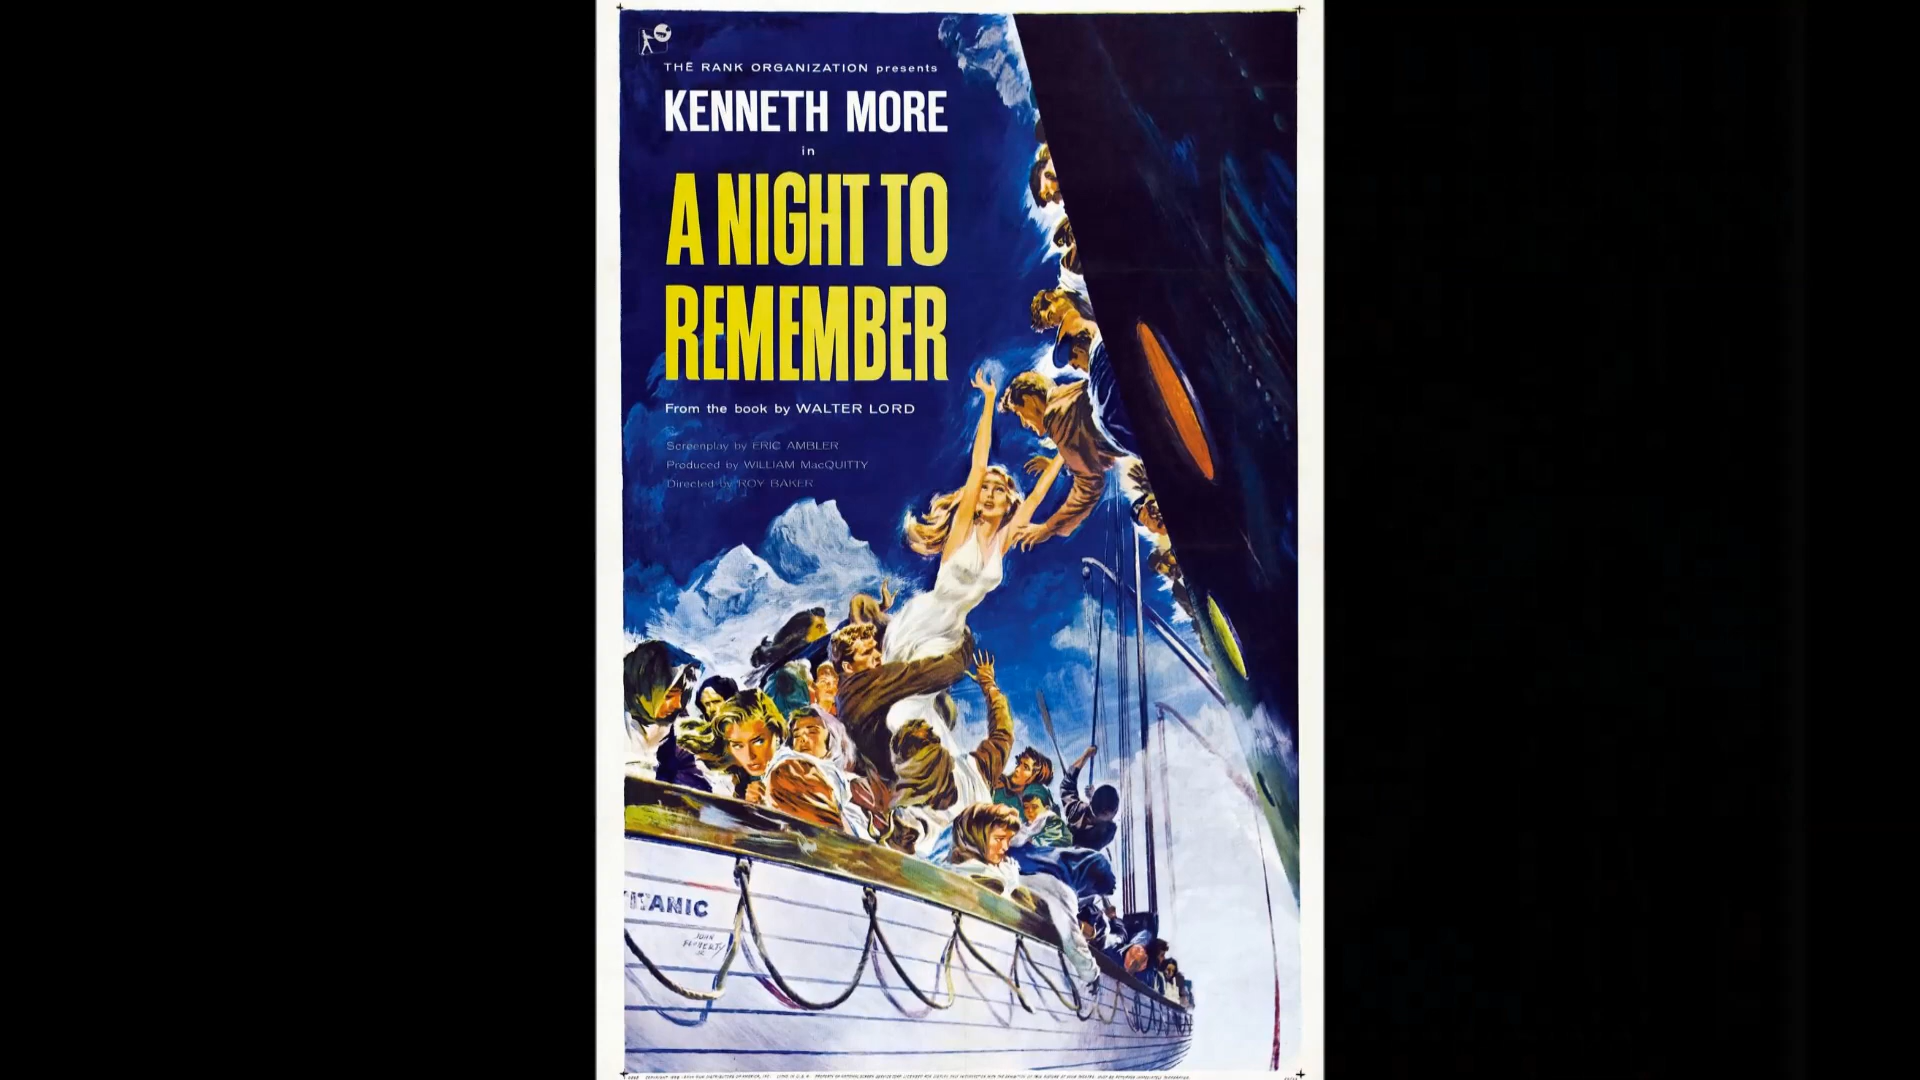 THE RANK ORGANIZATION presents
KENNETH MORE
in
A NIGHT TO
REMEMBER
From the book by WALTER LORD
Screenplay by ERIC AMBLER
Produced by WILLIAM MacQUITTY
Directed by ROY BAKER
TITANIC